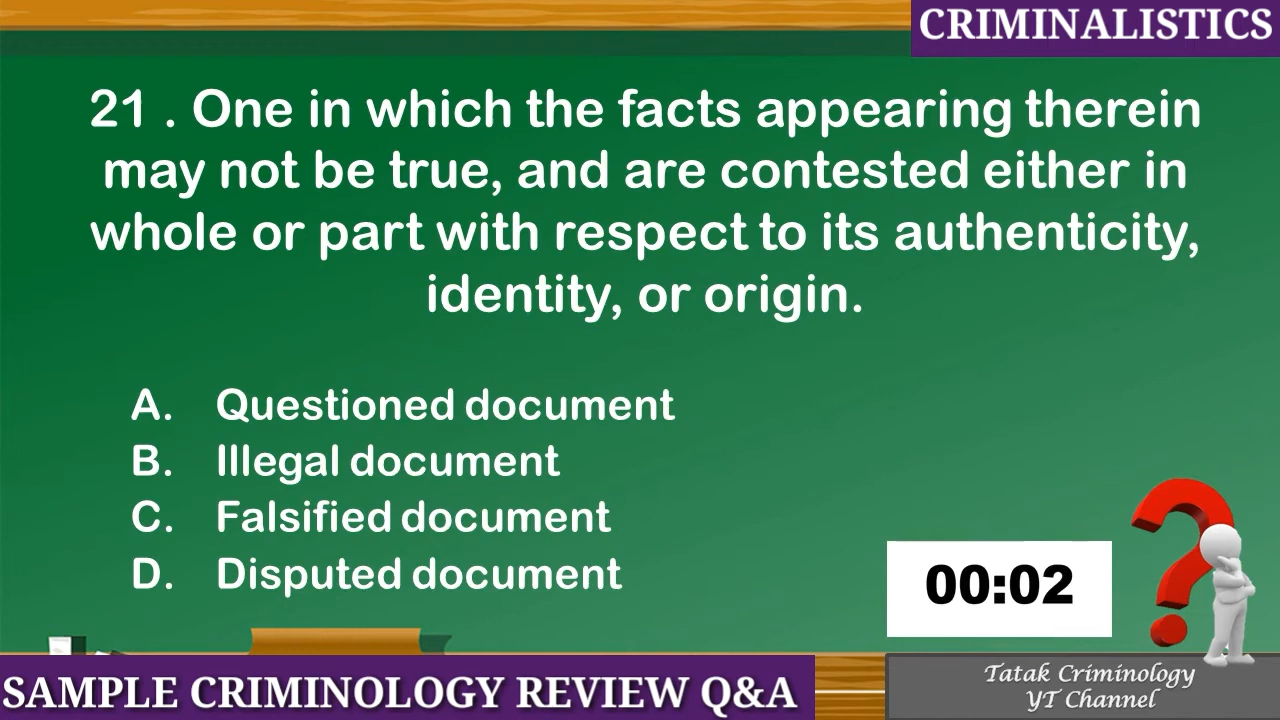 CRIMINALISTICS
21 . One in which the facts appearing therein
may not be true, and are contested either in
whole or part with respect to its authenticity,
identity, or origin.
A. Questioned document
B. Illegal document
C. Falsified document
D. Disputed document
00:02
SAMPLE CRIMINOLOGY REVIEW Q&A
Tatak Criminology
YT Channel